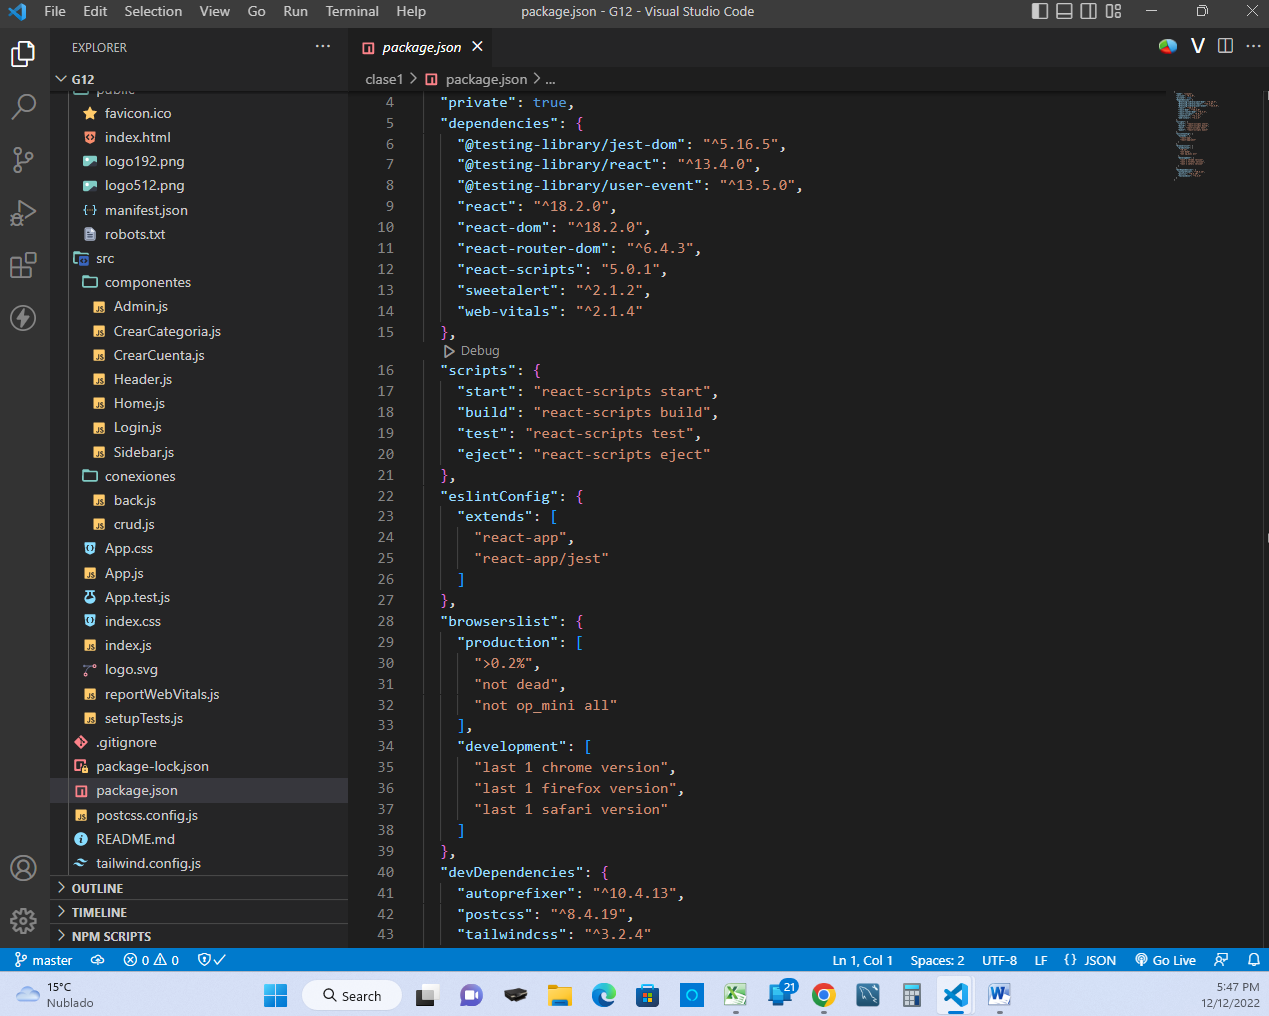 File Edit Selection View Go Run Terminal Help
package.json - G12 - Visual Studio Code
EXPLORER
G12
public
favicon.ico
index.html
logo192.png
logo512.png
manifest.json
robots.txt
src
componentes
Admin.js
CrearCategoria.js
CrearCuenta.js
Header.js
Home.js
Login.js
Sidebar.js
conexiones
back.js
crud.js
App.css
App.js
App.test.js
index.css
index.js
logo.svg
reportWebVitals.js
setupTests.js
.gitignore
package-lock.json
package.json
postcss.config.js
README.md
tailwind.config.js
OUTLINE
TIMELINE
NPM SCRIPTS
package.json
clase1 > package.json > ...
4 "private": true,
5 "dependencies": {
6 "@testing-library/jest-dom": "^5.16.5",
7 "@testing-library/react": "^13.4.0",
8 "@testing-library/user-event": "^13.5.0",
9 "react": "^18.2.0",
10 "react-dom": "^18.2.0",
11 "react-router-dom": "^6.4.3",
12 "react-scripts": "5.0.1",
13 "sweetalert": "^2.1.2",
14 "web-vitals": "^2.1.4"
15 },
Debug
16 "scripts": {
17 "start": "react-scripts start",
18 "build": "react-scripts build",
19 "test": "react-scripts test",
20 "eject": "react-scripts eject"
21 },
22 "eslintConfig": {
23 "extends": [
24 "react-app",
25 "react-app/jest"
26 ]
27 },
28 "browserslist": {
29 "production": [
30 ">0.2%",
31 "not dead",
32 "not op_mini all"
33 ],
34 "development": [
35 "last 1 chrome version",
36 "last 1 firefox version",
37 "last 1 safari version"
38 ]
39 },
40 "devDependencies": {
41 "autoprefixer": "^10.4.13",
42 "postcss": "^8.4.19",
43 "tailwindcss": "^3.2.4"
master 0 0 Ln 1, Col 1 Spaces: 2 UTF-8 LF {} JSON Go Live
15°C
Nublado
Search
21
5:47 PM
12/12/2022